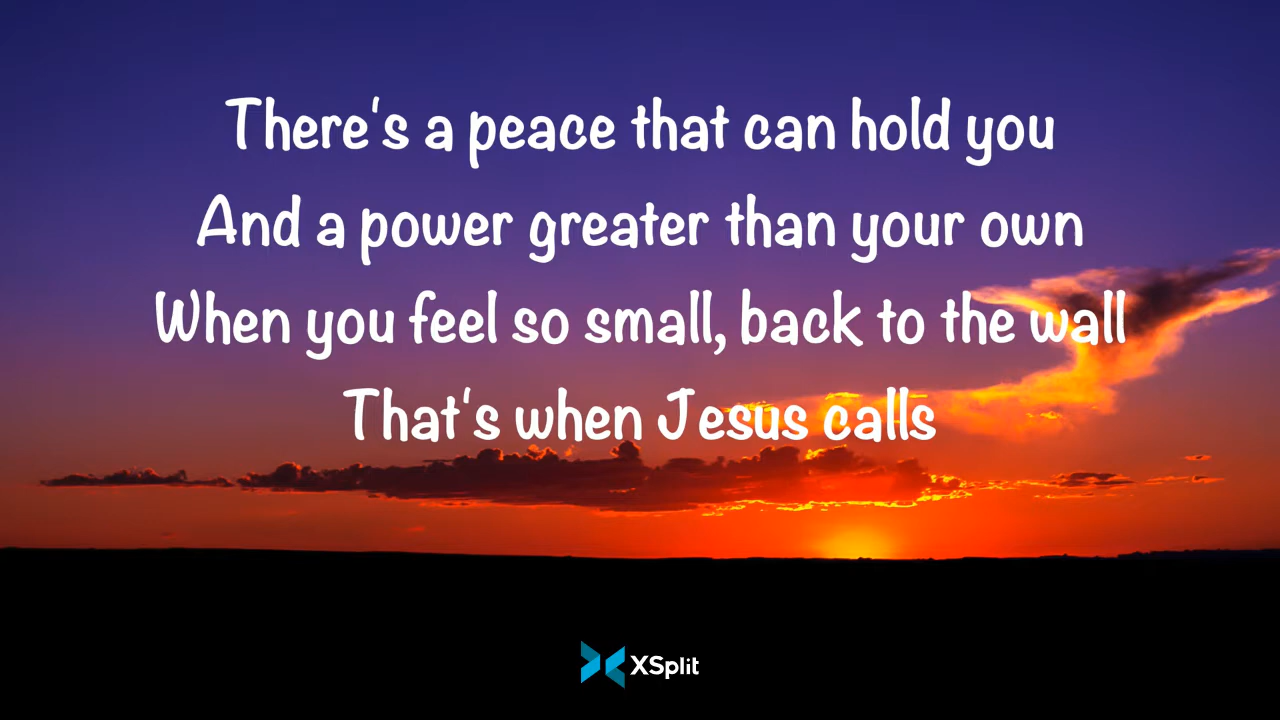 There's a peace that can hold you
And a power greater than your own
When you feel so small, back to the wall
That's when Jesus calls
XSplit